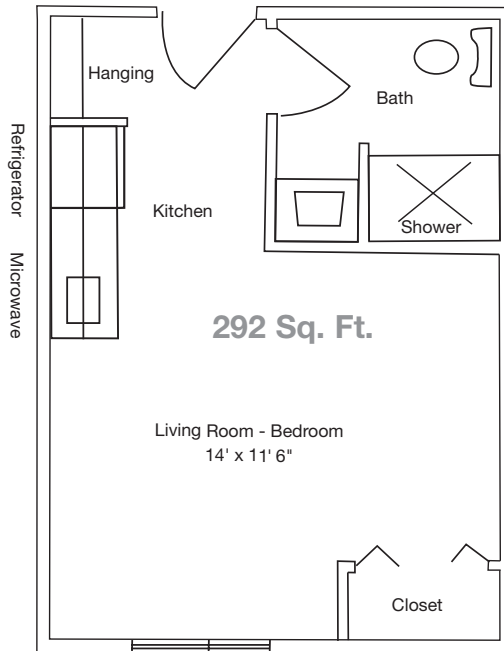 Hanging
Bath
Refrigerator Microwave
Kitchen
Shower
292 Sq. Ft.
Living Room - Bedroom
14' x 11' 6"
Closet